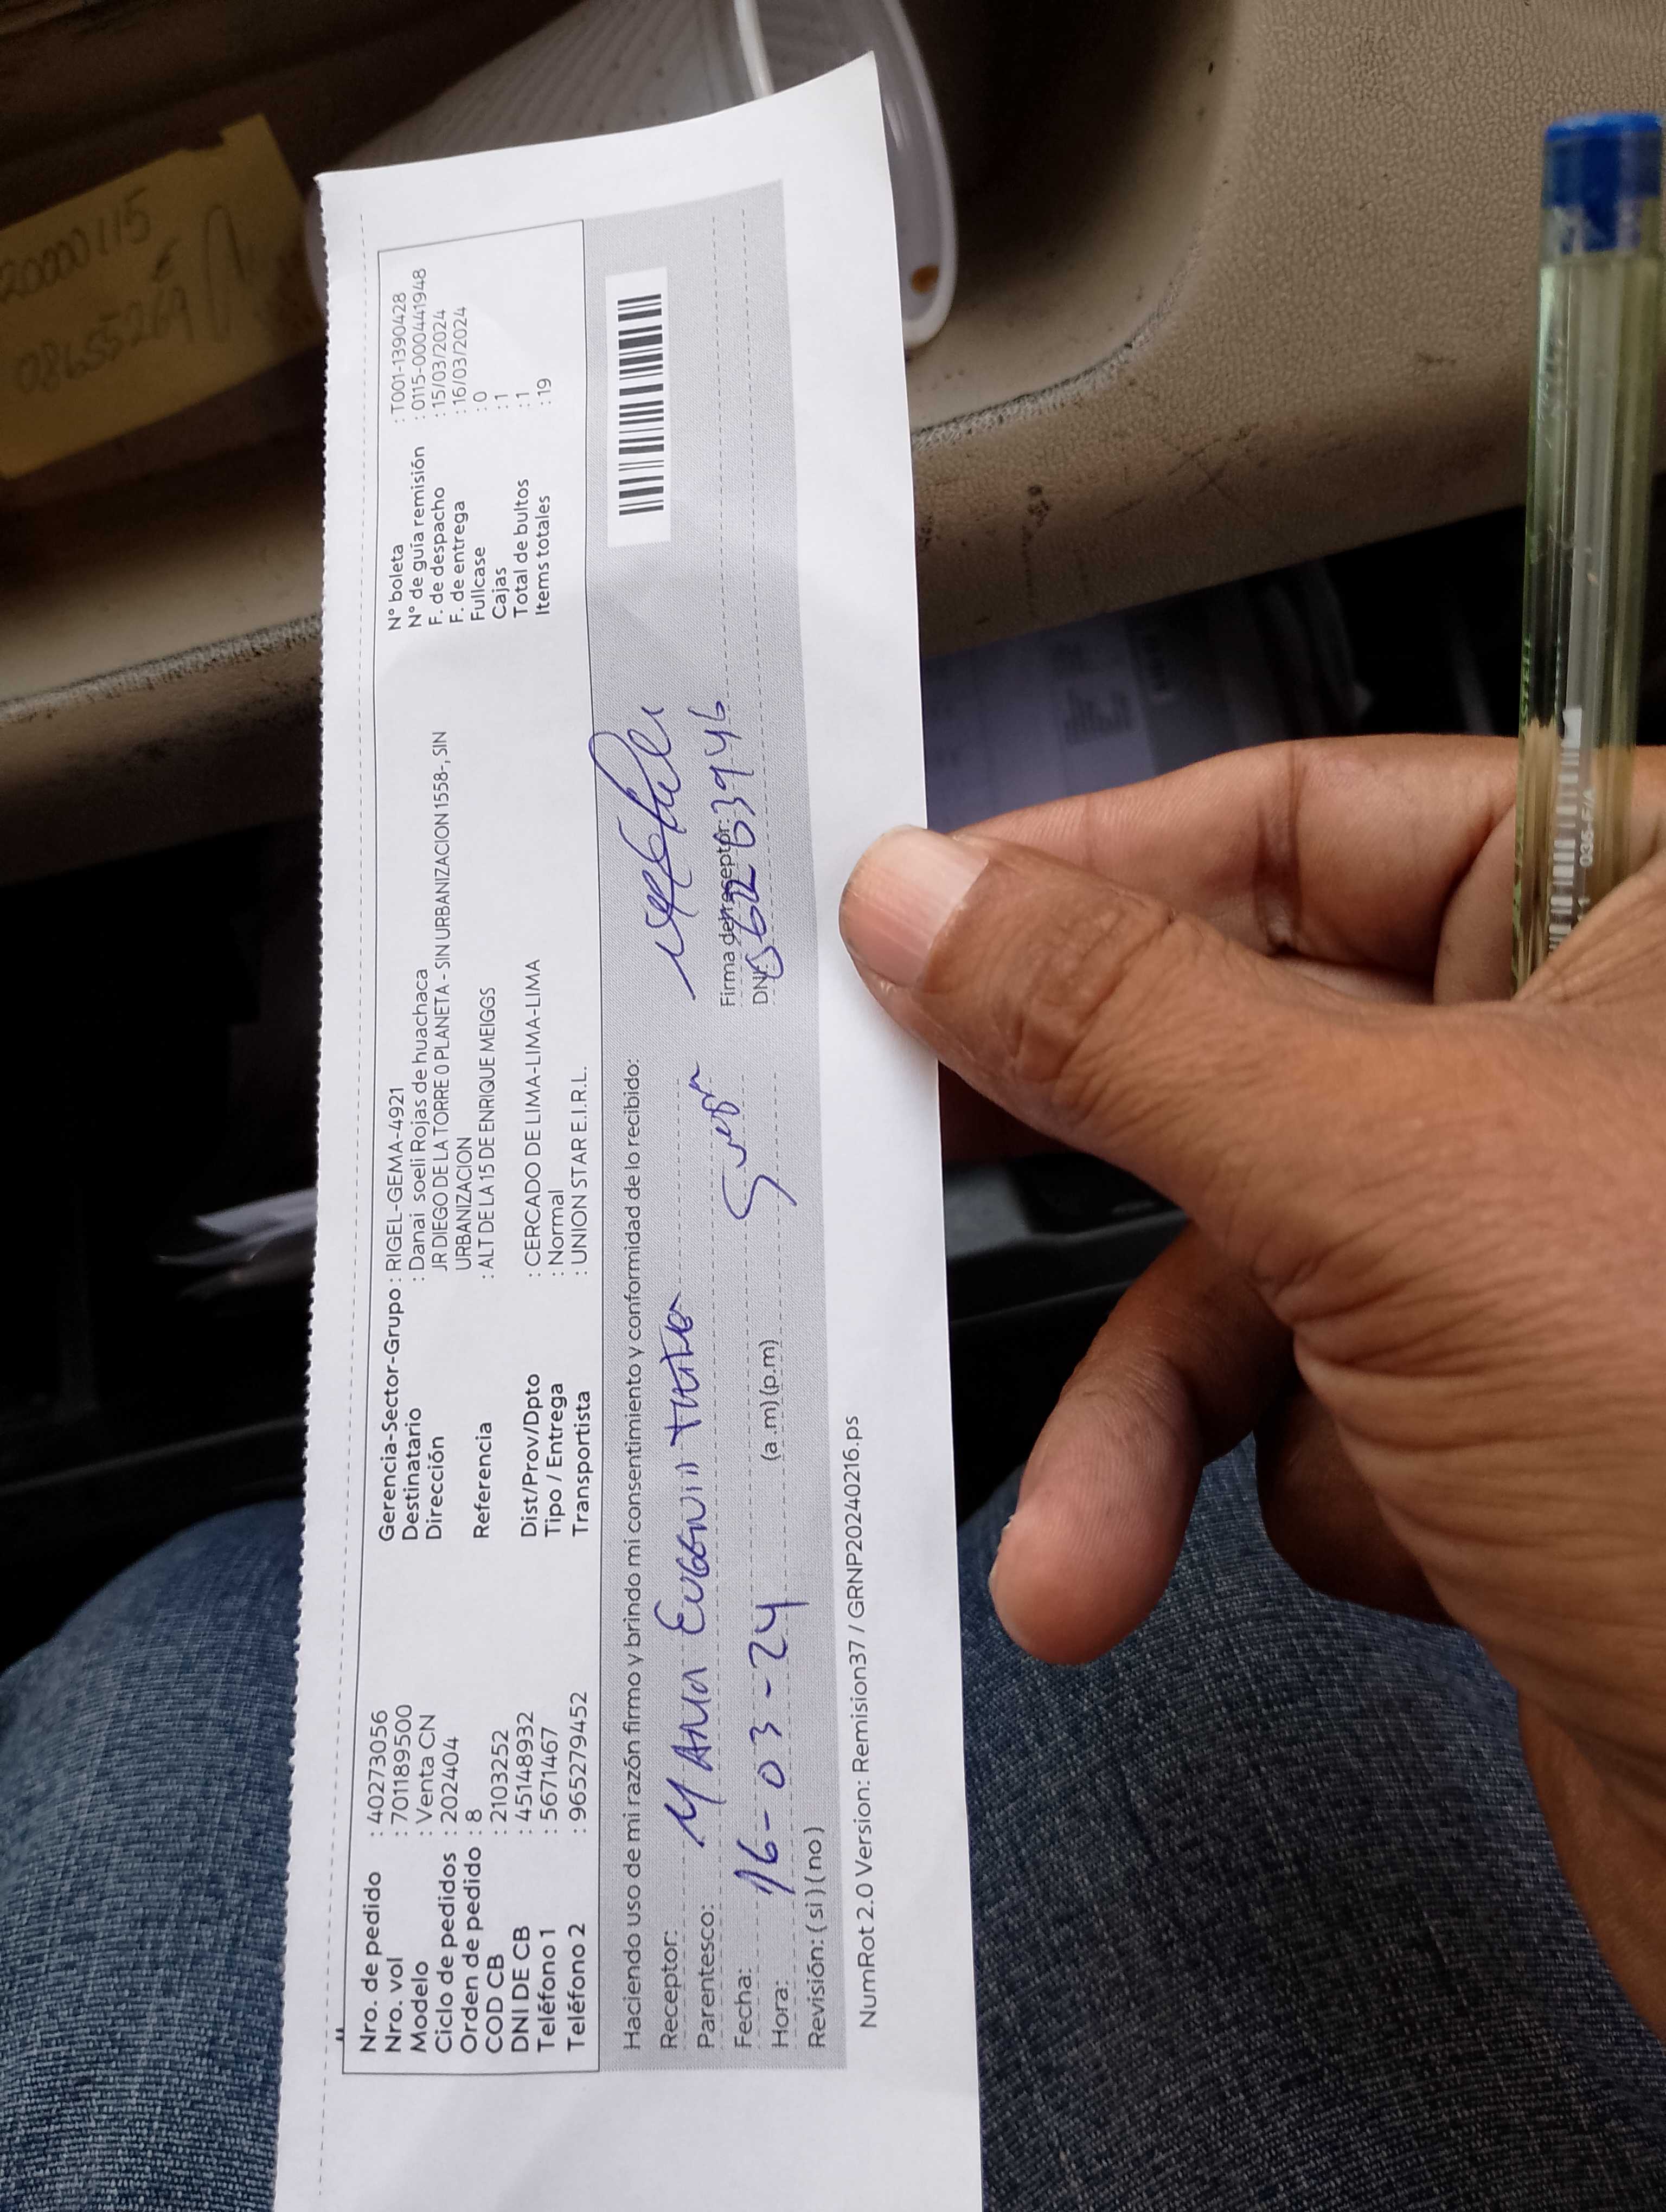 Nro. de pedido : 40273056
Nro. vol : 701189500
Modelo : Venta CN
Ciclo de pedidos : 202404
Orden de pedido : 8
COD CB : 2103252
DNI DE CB : 45148932
Teléfono 1 : 5671467
Teléfono 2 : 965279452
Gerencia-Sector-Grupo : RIGEL-GEMA-4921
Destinatario : Danai soeli Rojas de huachaca
Dirección JR DIEGO DE LA TORRE 0 PLANETA - SIN URBANIZACION 1558-, SIN
URBANIZACION
Referencia : ALT DE LA 15 DE ENRIQUE MEIGGS
Dist/Prov/Dpto : CERCADO DE LIMA-LIMA-LIMA
Tipo / Entrega : Normal
Transportista : UNION STAR E.I.R.L.
N° boleta : T001-1390428
N° de guía remisión : 0115-000441948
F. de despacho : 15/03/2024
F. de entrega : 16/03/2024
Fullcase : 0
Cajas : 1
Total de bultos : 1
Items totales : 19
Haciendo uso de mi razón firmo y brindo mi consentimiento y conformidad de lo recibido:
Receptor:
Parentesco: Eugenia
Fecha: 16-03-24
Hora: (a.m)(p.m)
Revisión: ( si ) ( no )
Firma del receptor:
DNI:
NumRot 2.0 Version: Remision37 / GRNP20240216.ps
20000115